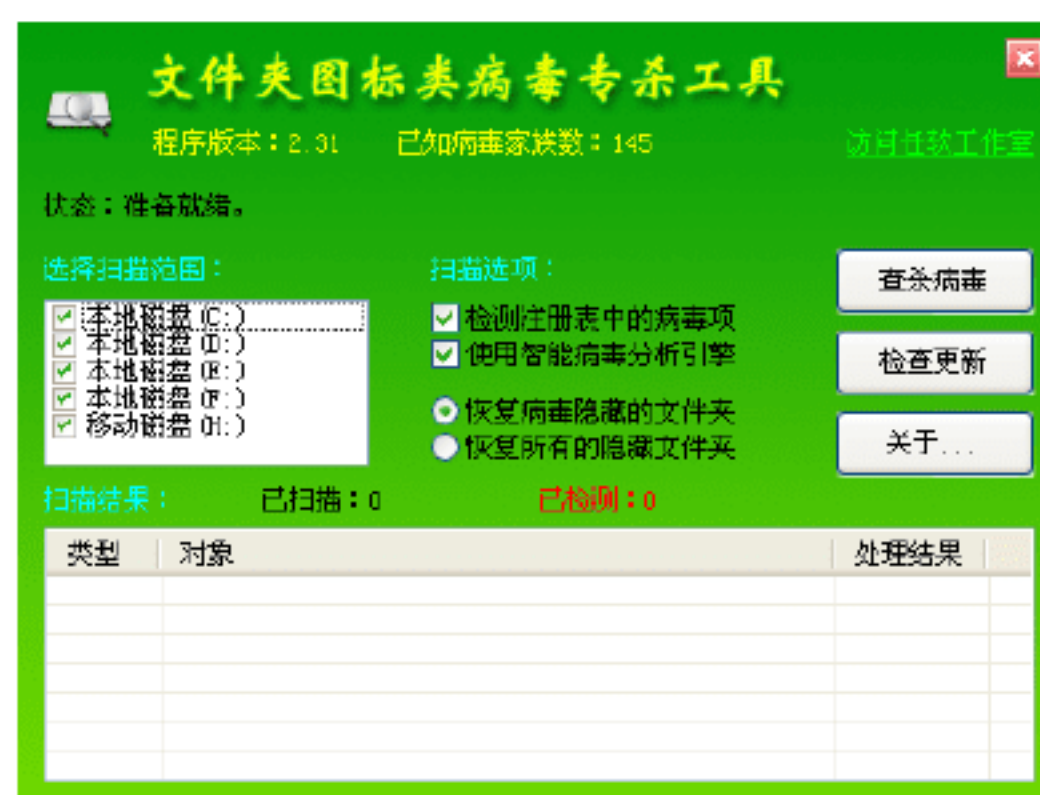 文件夹图标类病毒专杀工具
程序版本：2.31 已知病毒家族数：145 访问任软工作室
状态：准备就绪。
选择扫描范围： 扫描选项： 查杀病毒
本地磁盘(C:) 检测注册表中的病毒项
本地磁盘(D:) 使用智能病毒分析引擎 检查更新
本地磁盘(E:)
本地磁盘(F:) 恢复病毒隐藏的文件夹
移动磁盘(H:) 恢复所有的隐藏文件夹 关于...
扫描结果： 已扫描：0 已检测：0
类型 对象 处理结果